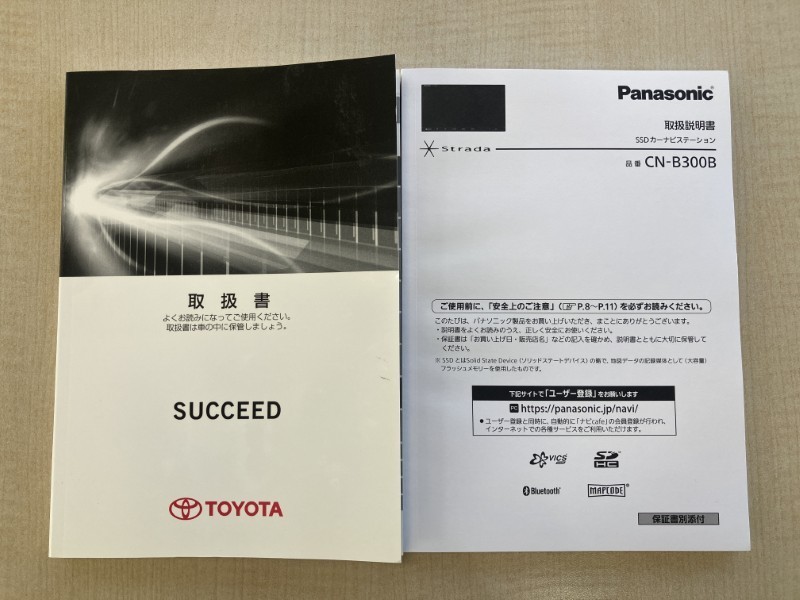 取扱書
よくお読みになってご使用ください。
取扱書は車の中に保管しましょう。
SUCCEED
TOYOTA
Panasonic
取扱説明書
SSDカーナビステーション
Strada
品番 CN-B300B
ご使用前に、「安全上のご注意」(P.8～P.11)を必ずお読みください。
このたびは、パナソニック製品をお買い上げいただき、まことにありがとうございます。
・説明書をよくお読みのうえ、正しく安全にお使いください。
・保証書は「お買い上げ日・販売店名」などの記入を確かめ、説明書とともに大切に保管して
ください。
※ SSD とはSolid State Device（ソリッドステートデバイス）の略で、地図データの記録媒体として（大容量）
フラッシュメモリーを使用したものです。
下記サイトで「ユーザー登録」をお願いします
PC https://panasonic.jp/navi/
● ユーザー登録と同時に、自動的に「ナビcafe」の会員登録が行われ、
インターネットでの各種サービスをご利用いただけます。
VICS
SD
HC
Bluetooth
MAPCODE
保証書別添付